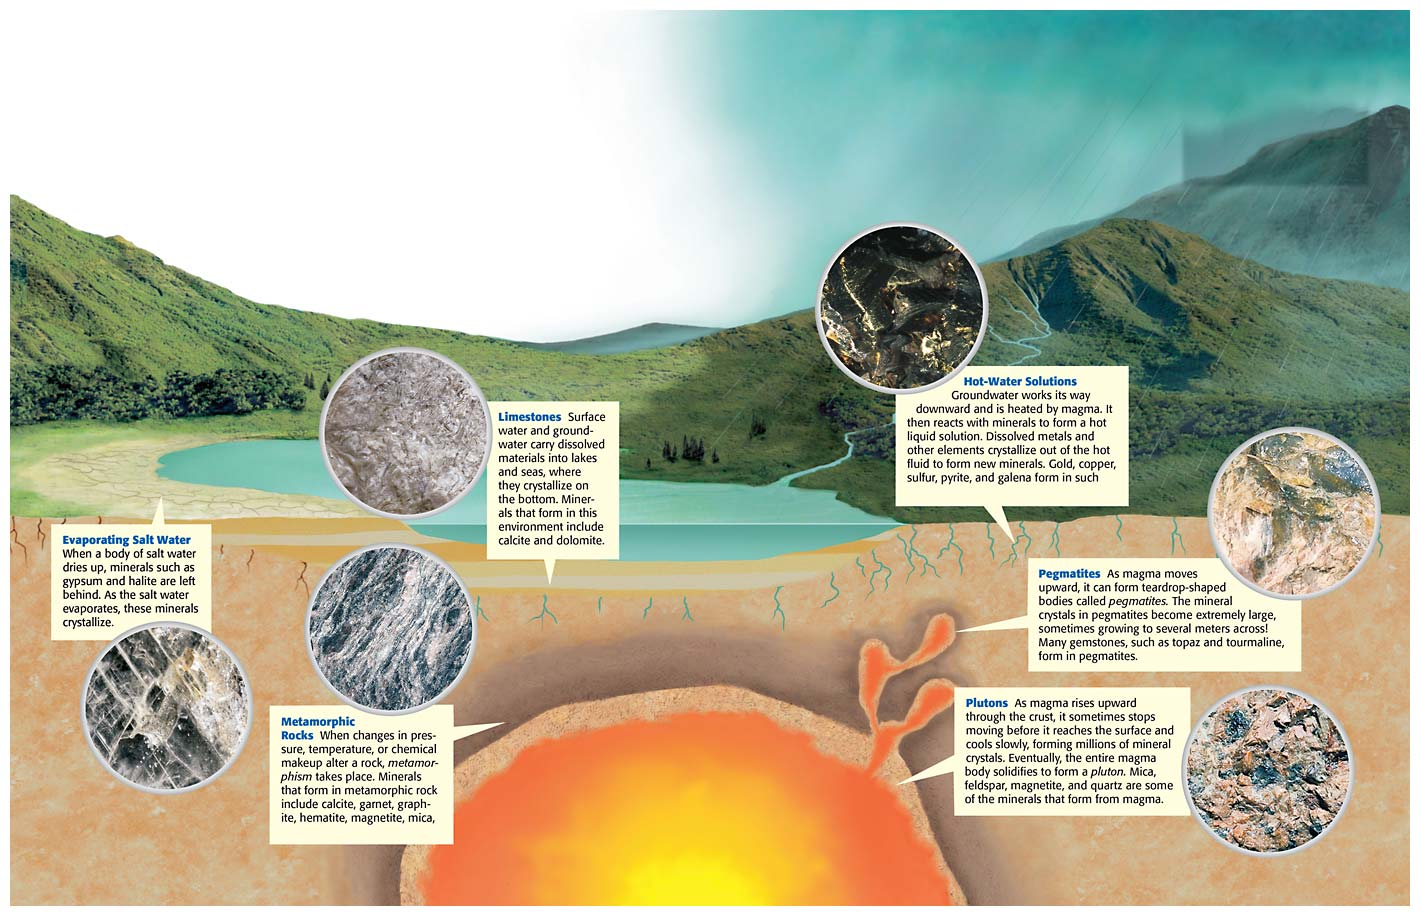 Hot-Water Solutions
Groundwater works its way
downward and is heated by magma. It
then reacts with minerals to form a hot
liquid solution. Dissolved metals and
other elements crystallize out of the hot
fluid to form new minerals. Gold, copper,
sulfur, pyrite, and galena form in such
Limestones Surface
water and ground-
water carry dissolved
materials into lakes
and seas, where
they crystallize on
the bottom. Miner-
als that form in this
environment include
calcite and dolomite.
Evaporating Salt Water
When a body of salt water
dries up, minerals such as
gypsum and halite are left
behind. As the salt water
evaporates, these minerals
crystallize.
Pegmatites As magma moves
upward, it can form teardrop-shaped
bodies called pegmatites. The mineral
crystals in pegmatites become extremely large,
sometimes growing to several meters across!
Many gemstones, such as topaz and tourmaline,
form in pegmatites.
Metamorphic
Rocks When changes in pres-
sure, temperature, or chemical
makeup alter a rock, metamor-
phism takes place. Minerals
that form in metamorphic rock
include calcite, garnet, graph-
ite, hematite, magnetite, mica,
Plutons As magma rises upward
through the crust, it sometimes stops
moving before it reaches the surface and
cools slowly, forming millions of mineral
crystals. Eventually, the entire magma
body solidifies to form a pluton. Mica,
feldspar, magnetite, and quartz are some
of the minerals that form from magma.